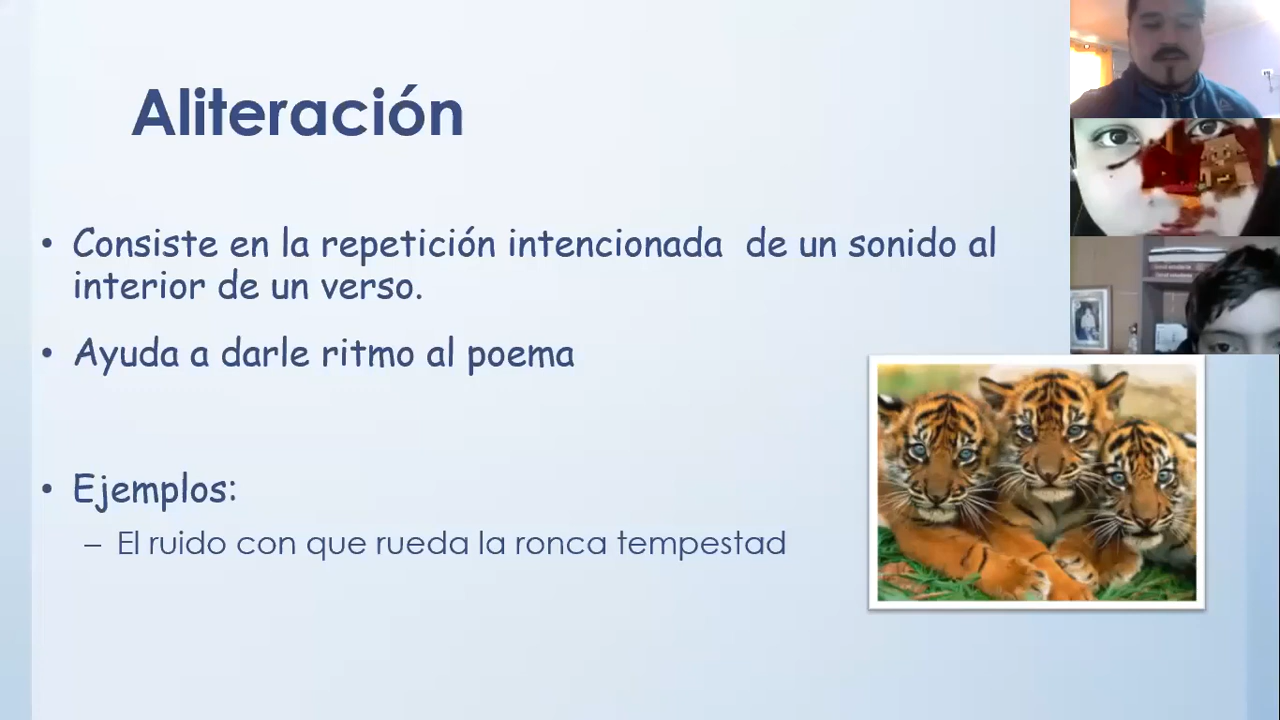 Aliteración
• Consiste en la repetición intencionada  de un sonido al
interior de un verso.
• Ayuda a darle ritmo al poema
• Ejemplos:
– El ruido con que rueda la ronca tempestad